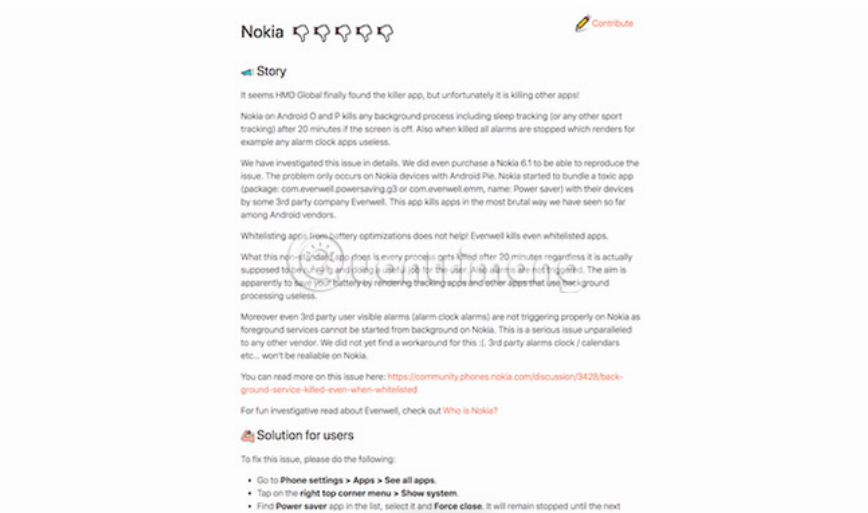 Nokia
Contribute
Story
It seems HMD Global finally found the killer app, but unfortunately it is killing other apps!
Nokia on Android O and P kills any background process including sleep tracking (or any other sport
tracking) after 20 minutes if the screen is off. Also when killed all alarms are stopped which renders for
example any alarm clock apps useless.
We have investigated this issue in details. We did even purchase a Nokia 6.1 to be able to reproduce the
issue. The problem only occurs on Nokia devices with Android Pie. Nokia started to bundle a toxic app
(package: com.evenwell.powersaving.g3 or com.evenwell.emm, name: Power saver) with their devices
by some 3rd party company Evenwell. This app kills apps in the most brutal way we have seen so far
among Android vendors.
Whitelisting apps from battery optimizations does not help! Evenwell kills even whitelisted apps.
What this non-standard app does is every process gets killed after 20 minutes regardless it is actually
supposed to be running and doing a useful job for the user. Also alarms are not triggered. The aim is
apparently to save your battery by rendering tracking apps and other apps that use background
processing useless.
Moreover even 3rd party user visible alarms (alarm clock alarms) are not triggering properly on Nokia as
foreground services cannot be started from background on Nokia. This is a serious issue unparalleled
to any other vendor. We did not yet find a workaround for this :(. 3rd party alarms clock / calendars
etc... won't be realiable on Nokia.
You can read more on this issue here: https://community.phones.nokia.com/discussion/3428/back-
ground-service-killed-even-when-whitelisted
For fun investigative read about Evenwell, check out Who is Nokia?
Solution for users
To fix this issue, please do the following:
• Go to Phone settings > Apps > See all apps.
• Tap on the right top corner menu > Show system.
• Find Power saver app in the list, select it and Force close. It will remain stopped until the next
Quantrimang